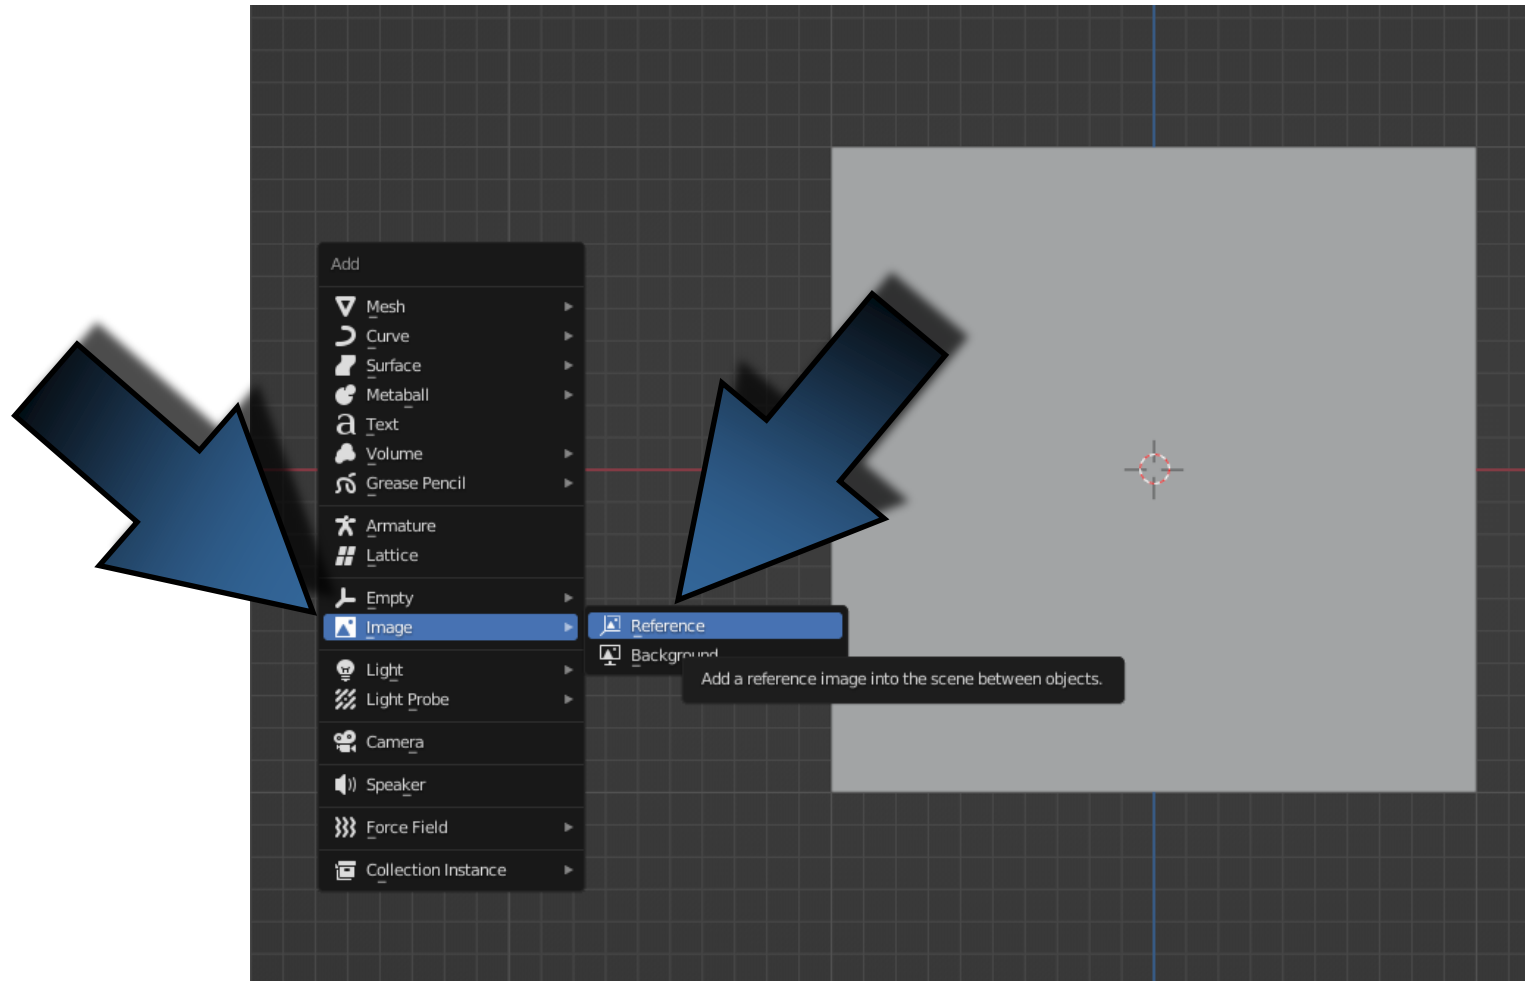 Add
Mesh
Curve
Surface
Metaball
Text
Volume
Grease Pencil
Armature
Lattice
Empty
Image
Reference
Background
Add a reference image into the scene between objects.
Light
Light Probe
Camera
Speaker
Force Field
Collection Instance